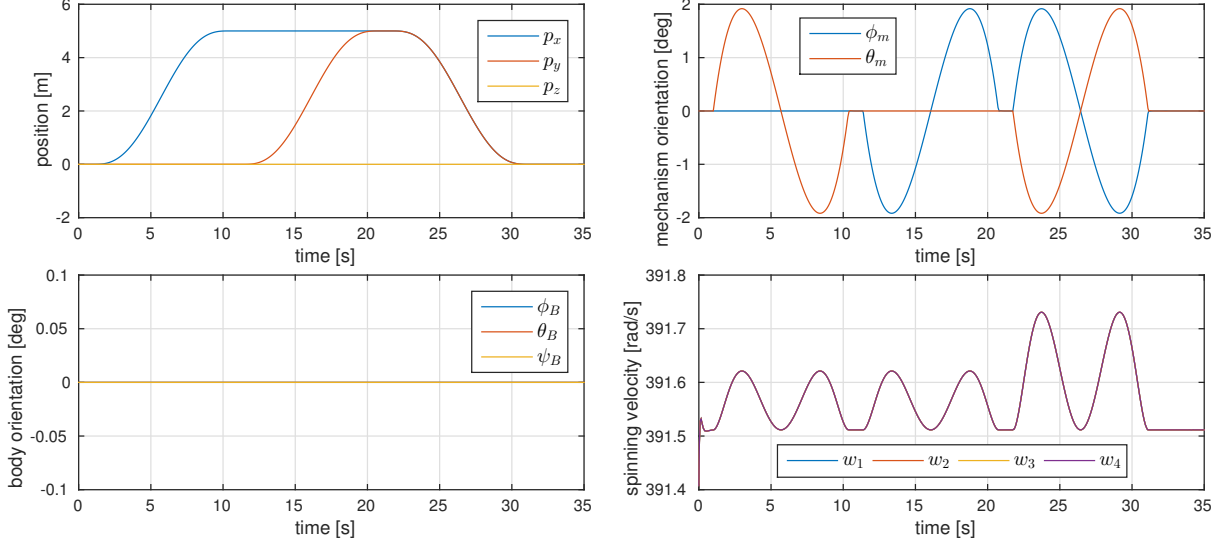 position [m]
6
4
2
0
-2
p_x
p_y
p_z
0 5 10 15 20 25 30 35
time [s]
mechanism orientation [deg]
2
1
0
-1
-2
ϕ_m
θ_m
0 5 10 15 20 25 30 35
time [s]
body orientation [deg]
0.1
0.05
0
-0.05
-0.1
ϕ_B
θ_B
ψ_B
0 5 10 15 20 25 30 35
time [s]
spinning velocity [rad/s]
391.8
391.7
391.6
391.5
391.4
w_1 w_2 w_3 w_4
0 5 10 15 20 25 30 35
time [s]